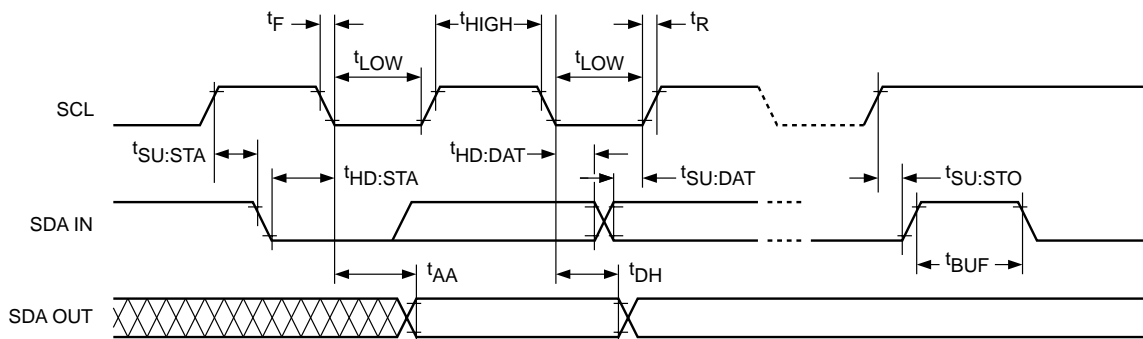 tF
tHIGH
tR
tLOW
tLOW
SCL
tSU:STA
tHD:DAT
tHD:STA
tSU:DAT
tSU:STO
SDA IN
tBUF
tAA
tDH
SDA OUT